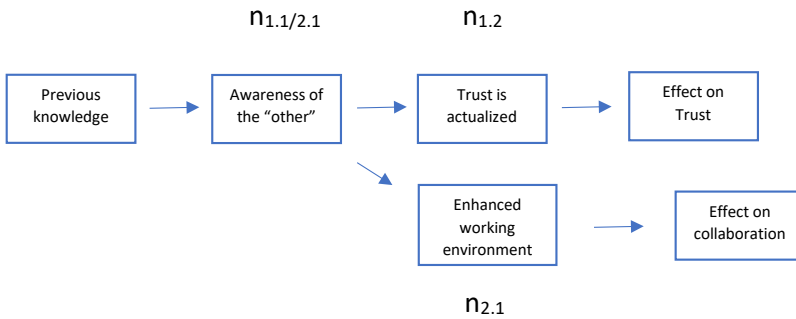 n1.1/2.1
n1.2
Previous
knowledge
Awareness of
the “other”
Trust is
actualized
Effect on
Trust
Enhanced
working
environment
Effect on
collaboration
n2.1